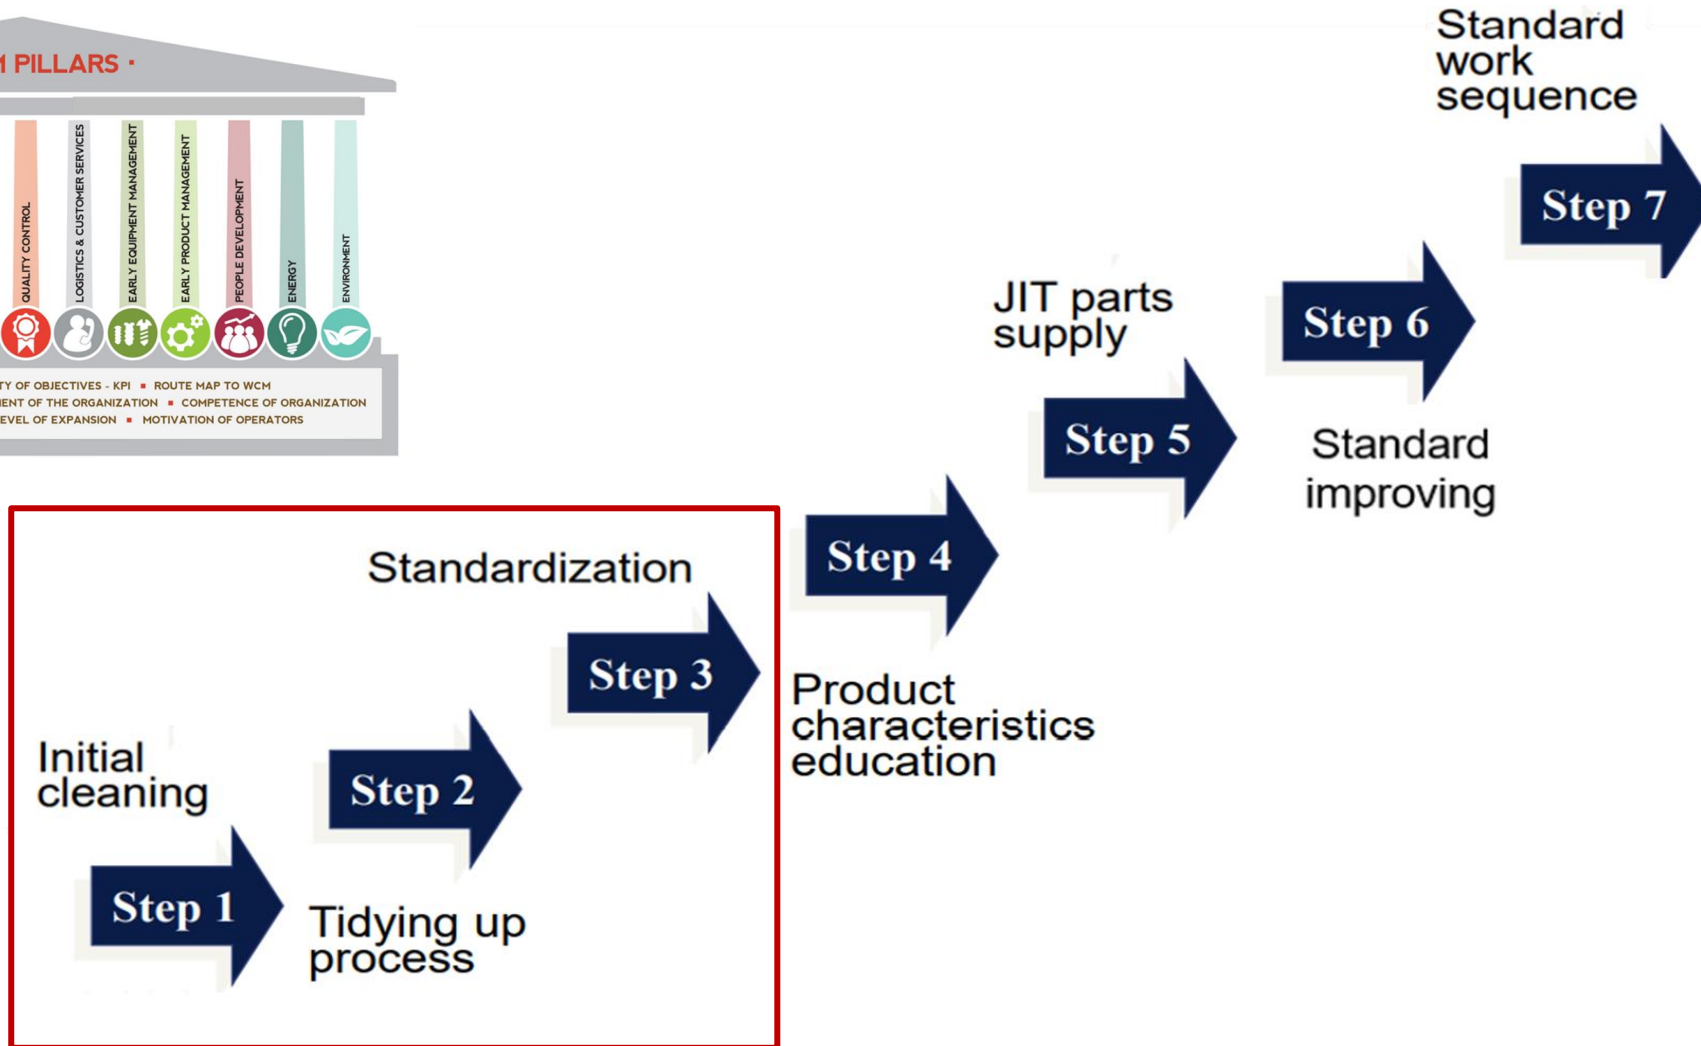 PILLARS ·
QUALITY CONTROL
LOGISTICS & CUSTOMER SERVICES
EARLY EQUIPMENT MANAGEMENT
EARLY PRODUCT MANAGEMENT
PEOPLE DEVELOPMENT
ENERGY
ENVIRONMENT
OF OBJECTIVES - KPI ▪ ROUTE MAP TO WCM
OF THE ORGANIZATION ▪ COMPETENCE OF ORGANIZATION
OF EXPANSION ▪ MOTIVATION OF OPERATORS
Initial
cleaning
Step 1
Step 2
Tidying up
process
Standardization
Step 3
Step 4
Product
characteristics
education
JIT parts
supply
Step 5
Step 6
Standard
improving
Standard
work
sequence
Step 7